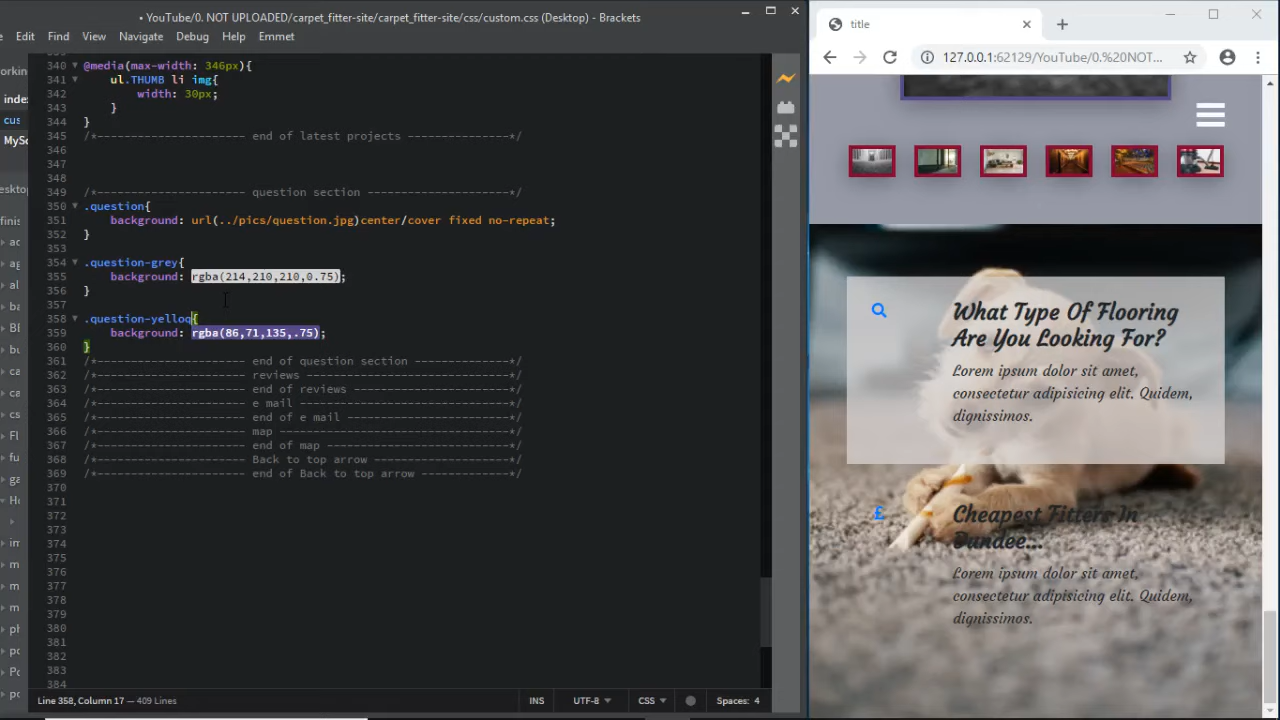 • YouTube/0. NOT UPLOADED/carpet_fitter-site/carpet_fitter-site/css/custom.css (Desktop) - Brackets
Edit Find View Navigate Debug Help Emmet
340 @media(max-width: 346px){
341 ul.THUMB li img{
342 width: 30px;
343 }
344 }
345 /*---------------------- end of latest projects ---------------*/
346
347
348
349 /*---------------------- question section ---------------------*/
350 .question{
351 background: url(../pics/question.jpg)center/cover fixed no-repeat;
352 }
353
354 .question-grey{
355 background: rgba(214,210,210,0.75);
356 }
357
358 .question-yelloq{
359 background: rgba(86,71,135,.75);
360 }
361 /*---------------------- end of question section ---------------*/
362 /*---------------------- reviews -------------------------------*/
363 /*---------------------- end of reviews ------------------------*/
364 /*---------------------- e mail --------------------------------*/
365 /*---------------------- end of e mail -------------------------*/
366 /*---------------------- map -----------------------------------*/
367 /*---------------------- end of map ----------------------------*/
368 /*---------------------- Back to top arrow ---------------------*/
369 /*---------------------- end of Back to top arrow -------------*/
370
371
372
373
374
375
376
377
378
379
380
381
382
383
384
Line 358, Column 17 — 409 Lines
INS UTF-8 CSS Spaces: 4
title
127.0.0.1:62129/YouTube/0.%20NOT...
What Type Of Flooring
Are You Looking For?
Lorem ipsum dolor sit amet,
consectetur adipisicing elit. Quidem,
dignissimos.
£
Cheapest Fitters In
Dundee...
Lorem ipsum dolor sit amet,
consectetur adipisicing elit. Quidem,
dignissimos.